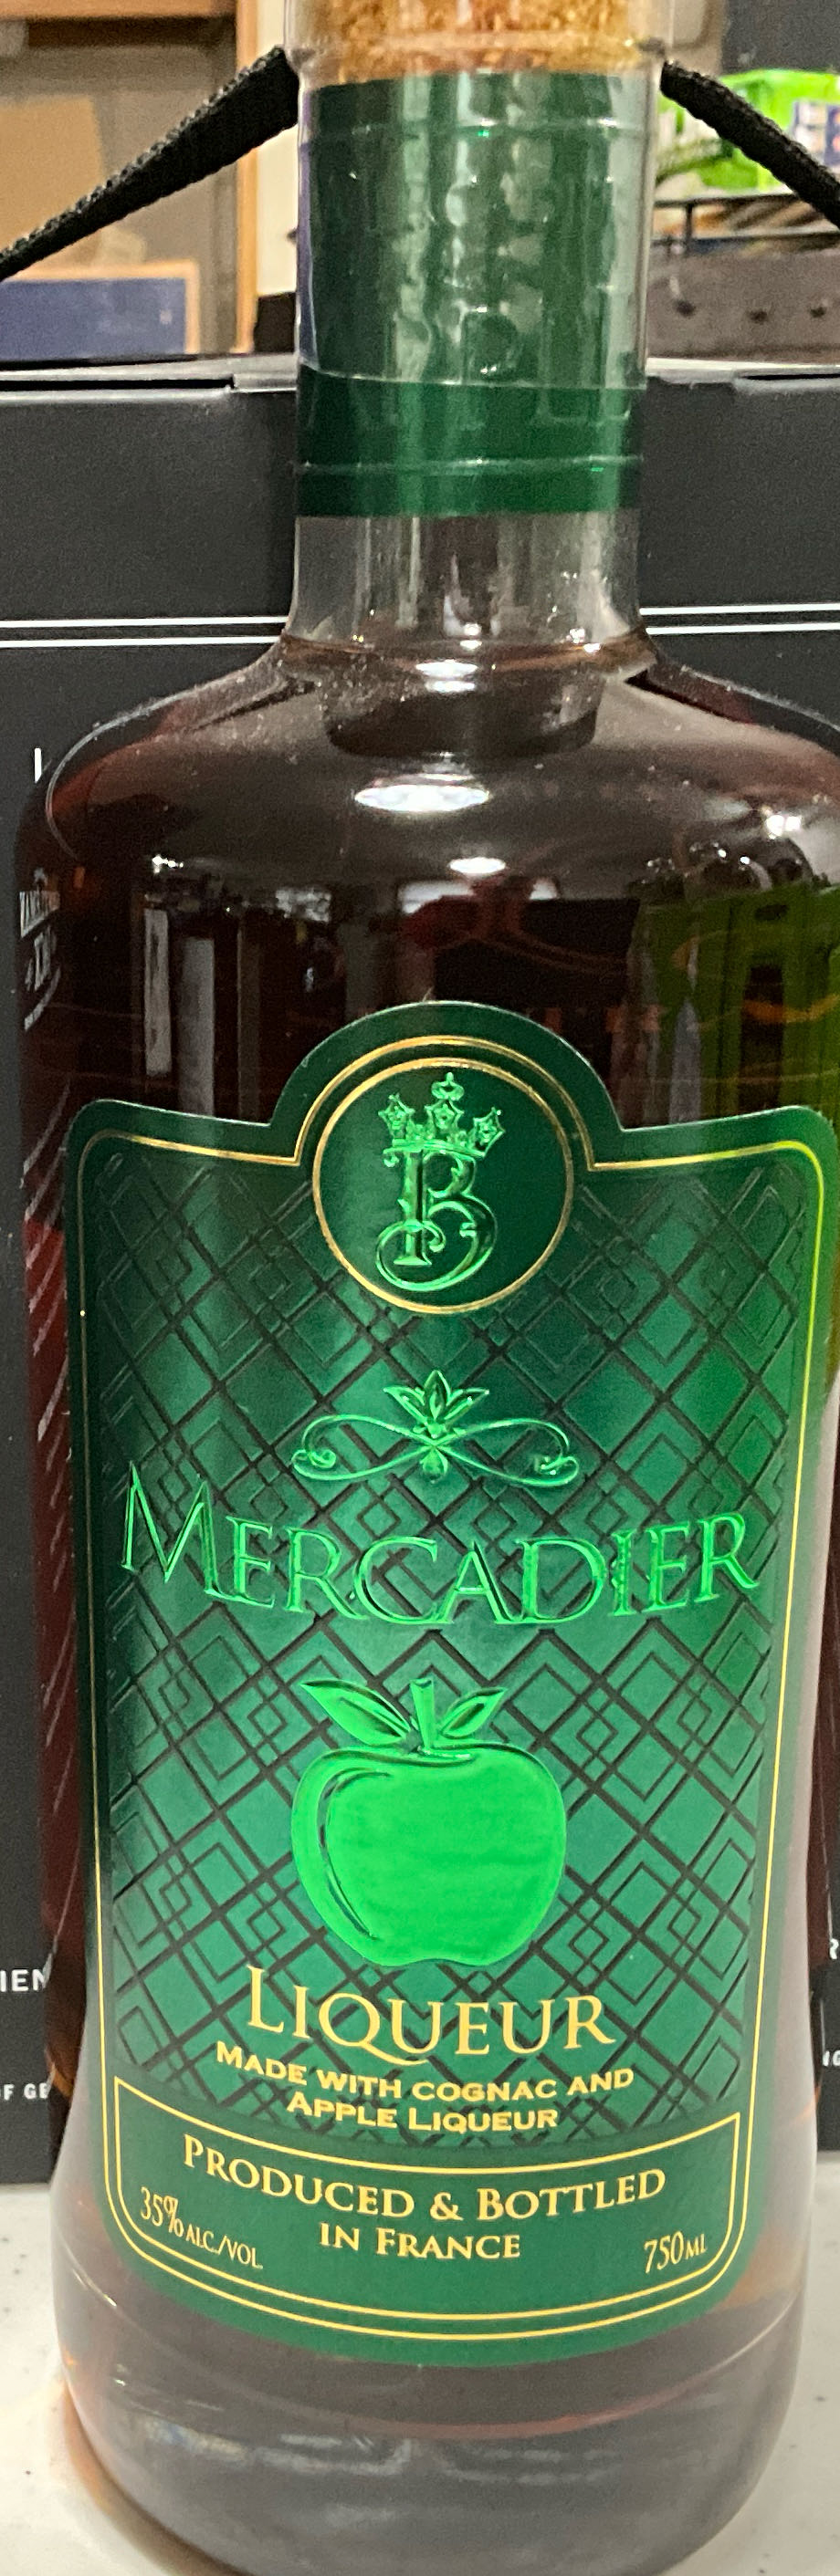 B
MERCADIER
LIQUEUR
MADE WITH COGNAC AND
APPLE LIQUEUR
PRODUCED & BOTTLED
IN FRANCE
35% ALC./VOL.
750ML